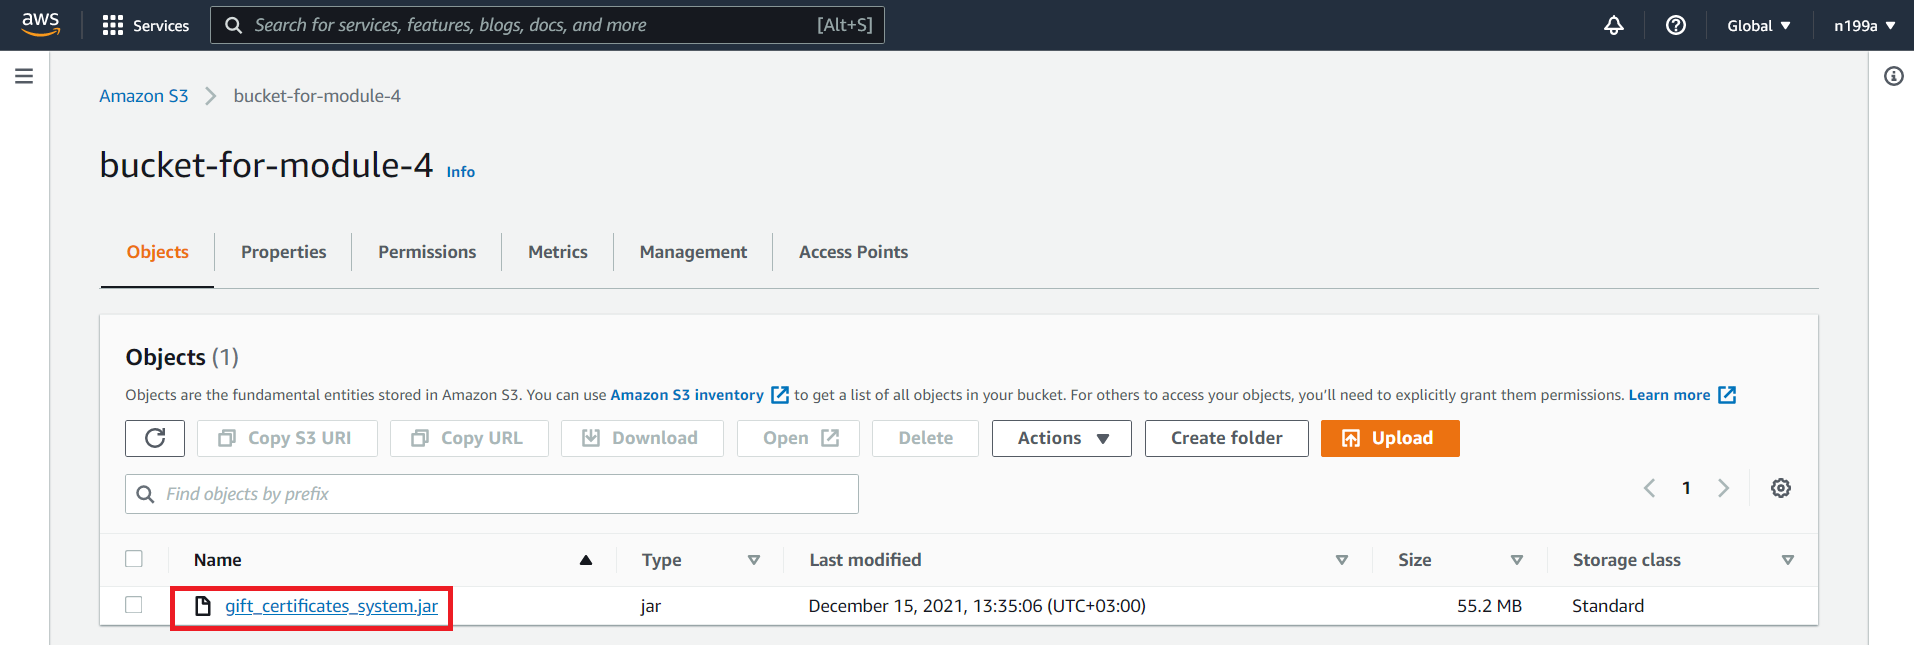 aws Services Search for services, features, blogs, docs, and more [Alt+S] Global n199a
Amazon S3 bucket-for-module-4
bucket-for-module-4 Info
Objects Properties Permissions Metrics Management Access Points
Objects (1)
Objects are the fundamental entities stored in Amazon S3. You can use Amazon S3 inventory to get a list of all objects in your bucket. For others to access your objects, you'll need to explicitly grant them permissions. Learn more
Copy S3 URI Copy URL Download Open Delete Actions Create folder Upload
Find objects by prefix 1
Name Type Last modified Size Storage class
gift_certificates_system.jar jar December 15, 2021, 13:35:06 (UTC+03:00) 55.2 MB Standard